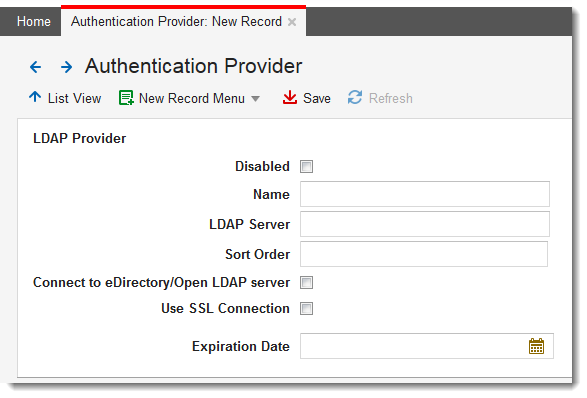 Home Authentication Provider: New Record ×
Authentication Provider
List View New Record Menu Save Refresh
LDAP Provider
Disabled
Name
LDAP Server
Sort Order
Connect to eDirectory/Open LDAP server
Use SSL Connection
Expiration Date